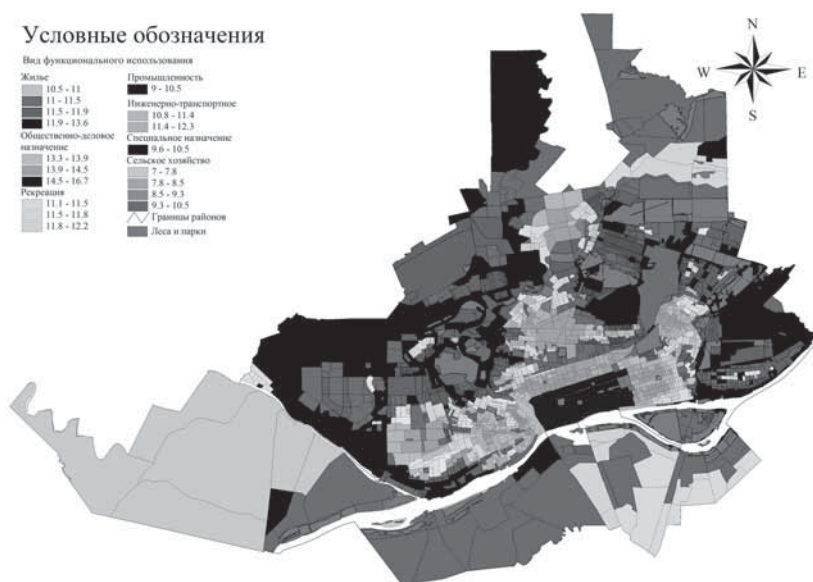 Условные обозначения
Вид функционального использования
Жилье
10.5 - 11
11 - 11.5
11.5 - 11.9
11.9 - 13.6
Общественно-деловое
назначение
13.3 - 13.9
13.9 - 14.5
14.5 - 16.7
Рекреация
11.1 - 11.5
11.5 - 11.8
11.8 - 12.2
Промышленность
9 - 10.5
Инженерно-транспортное
10.8 - 11.4
11.4 - 12.3
Специальное назначение
9.6 - 10.5
Сельское хозяйство
7 - 7.8
7.8 - 8.5
8.5 - 9.3
9.3 - 10.5
Границы районов
Леса и парки
N
W E
S